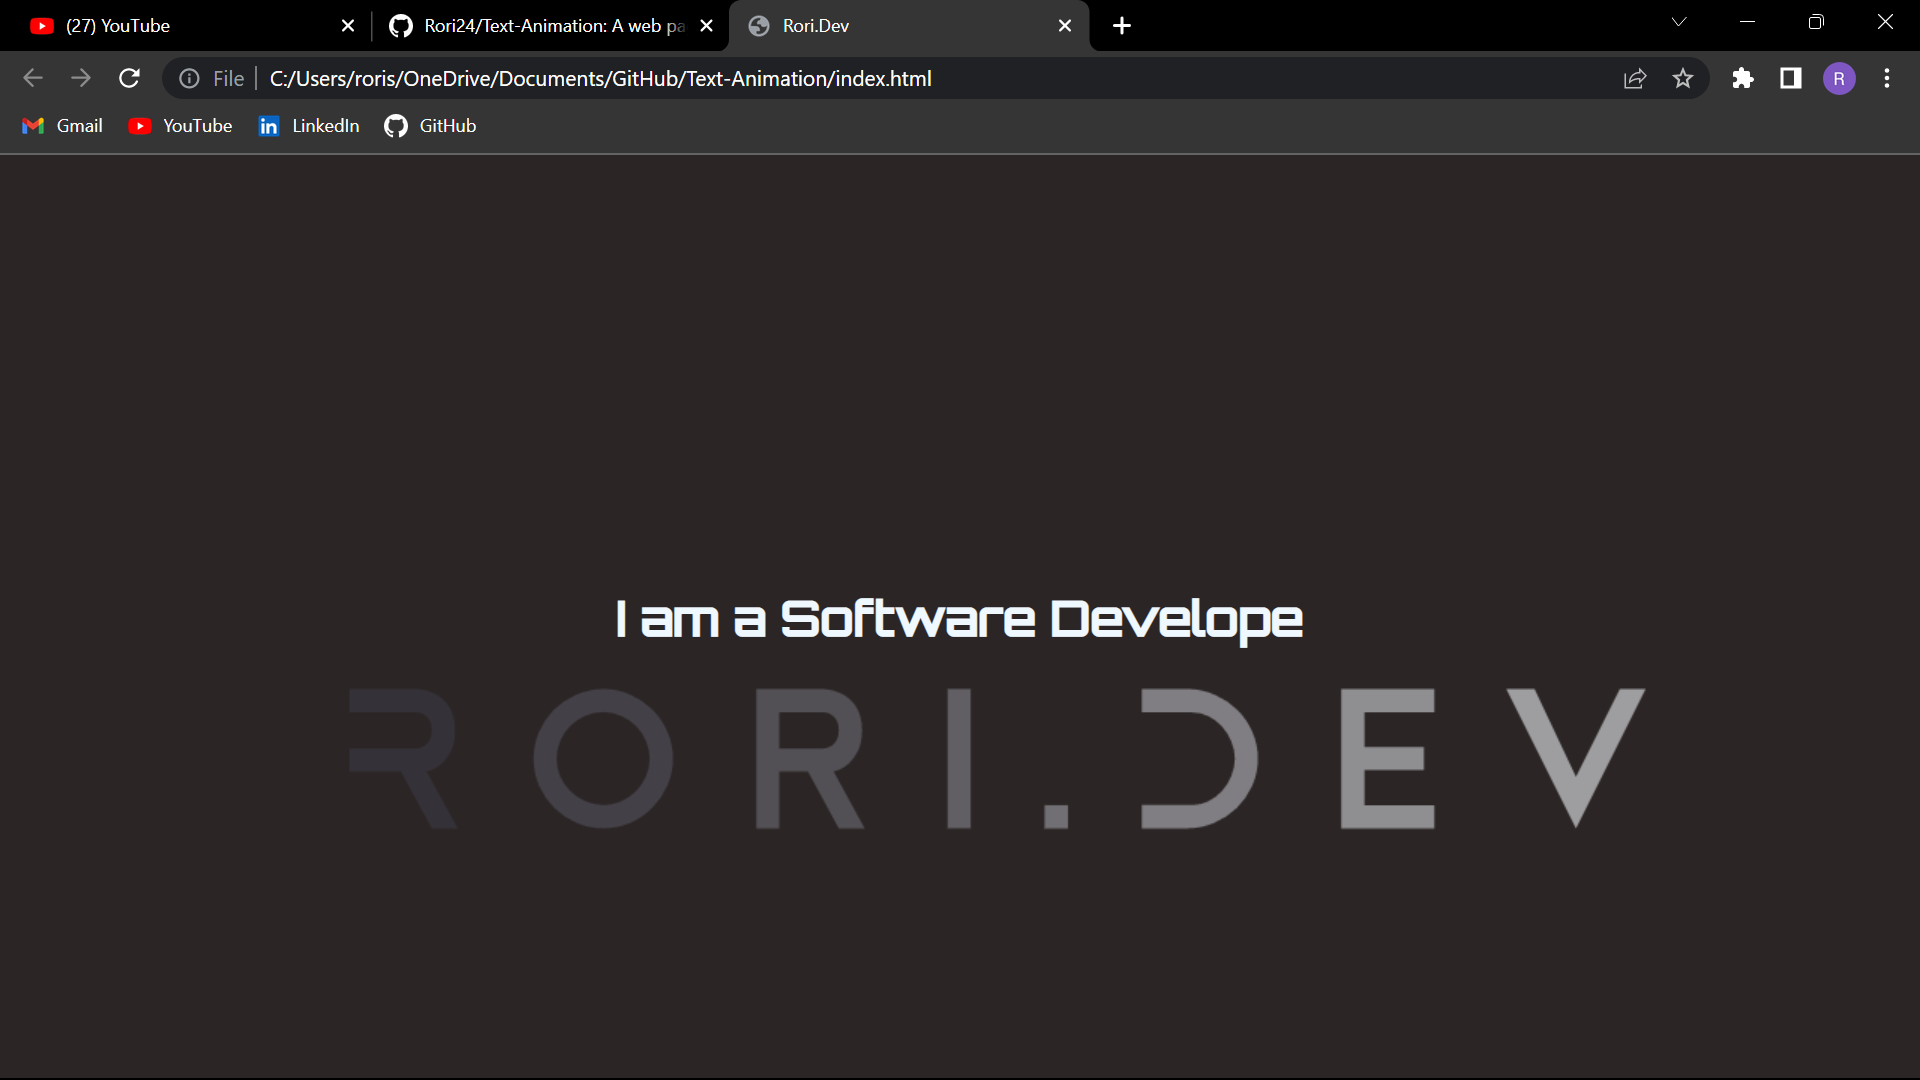 (27) YouTube
Rori24/Text-Animation: A web pa
Rori.Dev
File C:/Users/roris/OneDrive/Documents/GitHub/Text-Animation/index.html
R
Gmail YouTube LinkedIn GitHub
I am a Software Develope
RORI.DEV